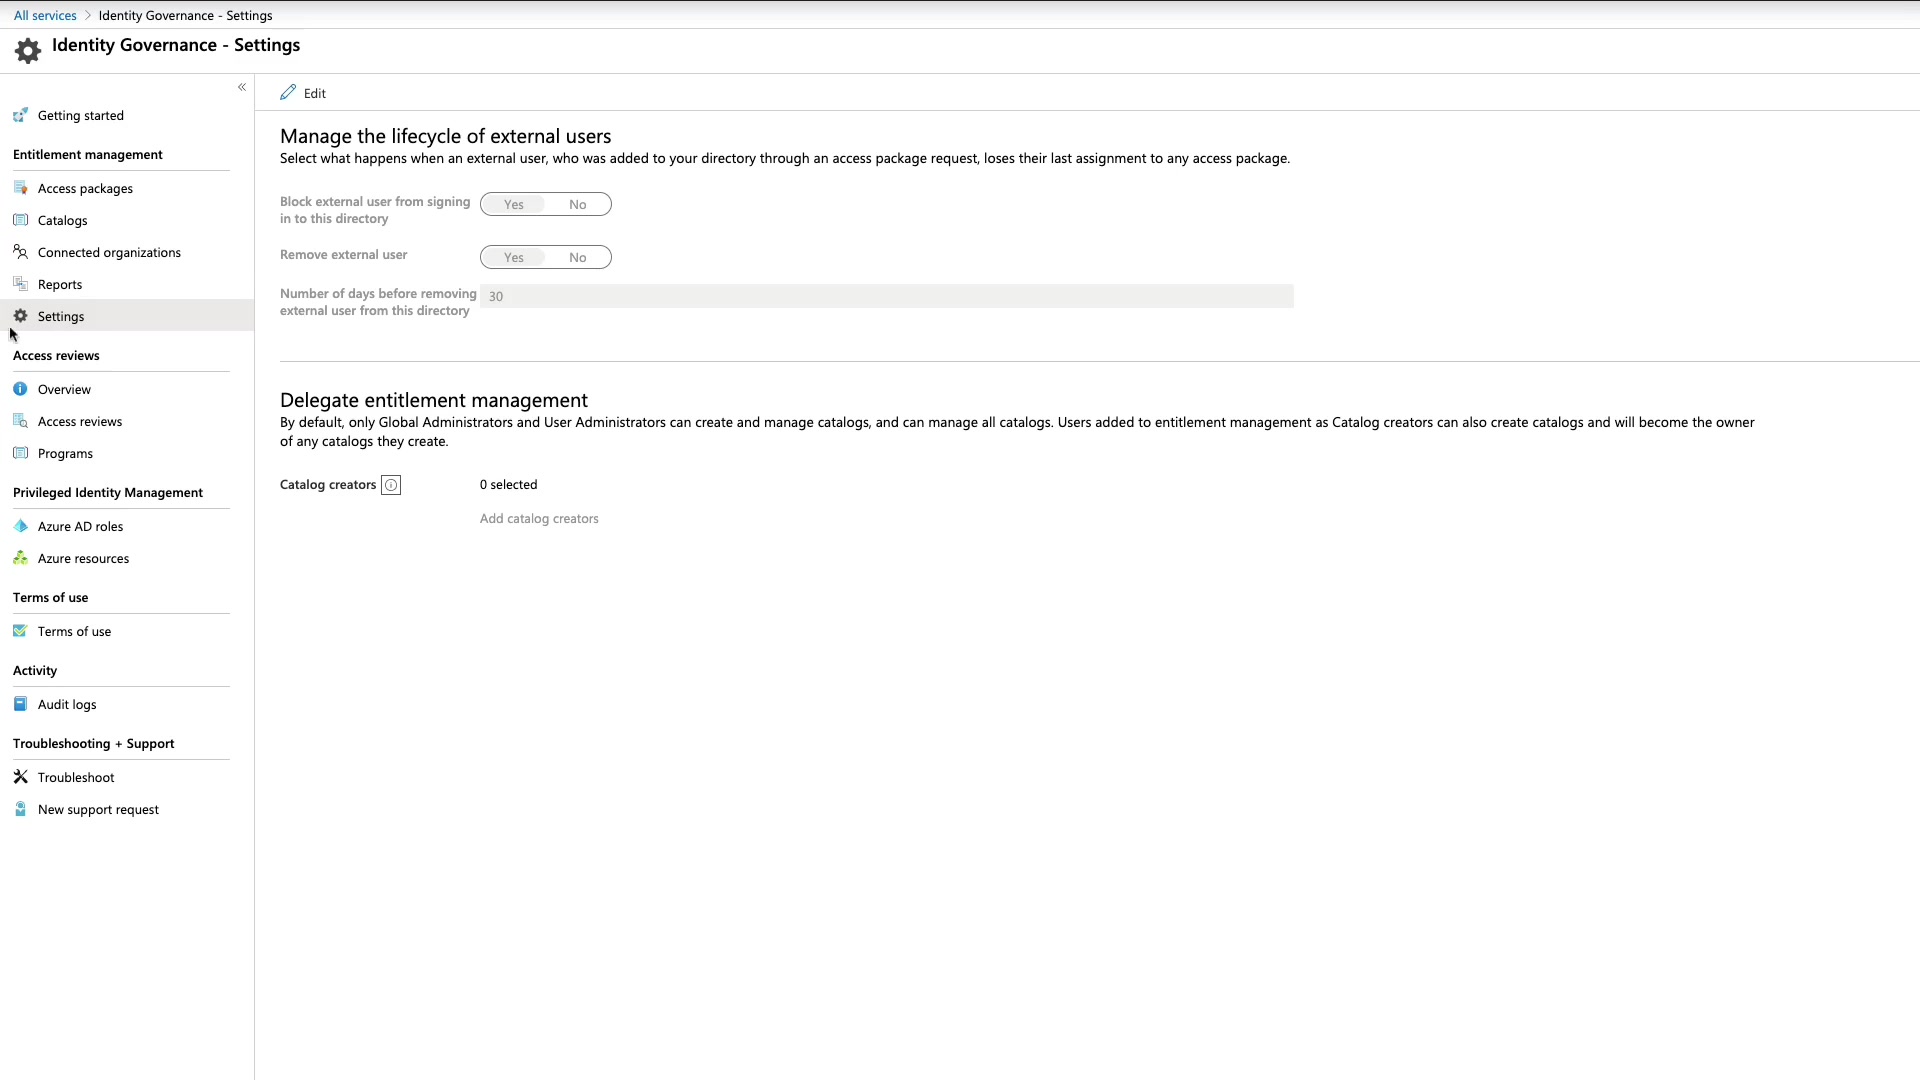 All services > Identity Governance - Settings
Identity Governance - Settings
«
Getting started
Entitlement management
Access packages
Catalogs
Connected organizations
Reports
Settings
Access reviews
Overview
Access reviews
Programs
Privileged Identity Management
Azure AD roles
Azure resources
Terms of use
Terms of use
Activity
Audit logs
Troubleshooting + Support
Troubleshoot
New support request
Edit
Manage the lifecycle of external users
Select what happens when an external user, who was added to your directory through an access package request, loses their last assignment to any access package.
Block external user from signing
in to this directory
Yes No
Remove external user
Yes No
Number of days before removing
external user from this directory
30
Delegate entitlement management
By default, only Global Administrators and User Administrators can create and manage catalogs, and can manage all catalogs. Users added to entitlement management as Catalog creators can also create catalogs and will become the owner
of any catalogs they create.
Catalog creators
0 selected
Add catalog creators